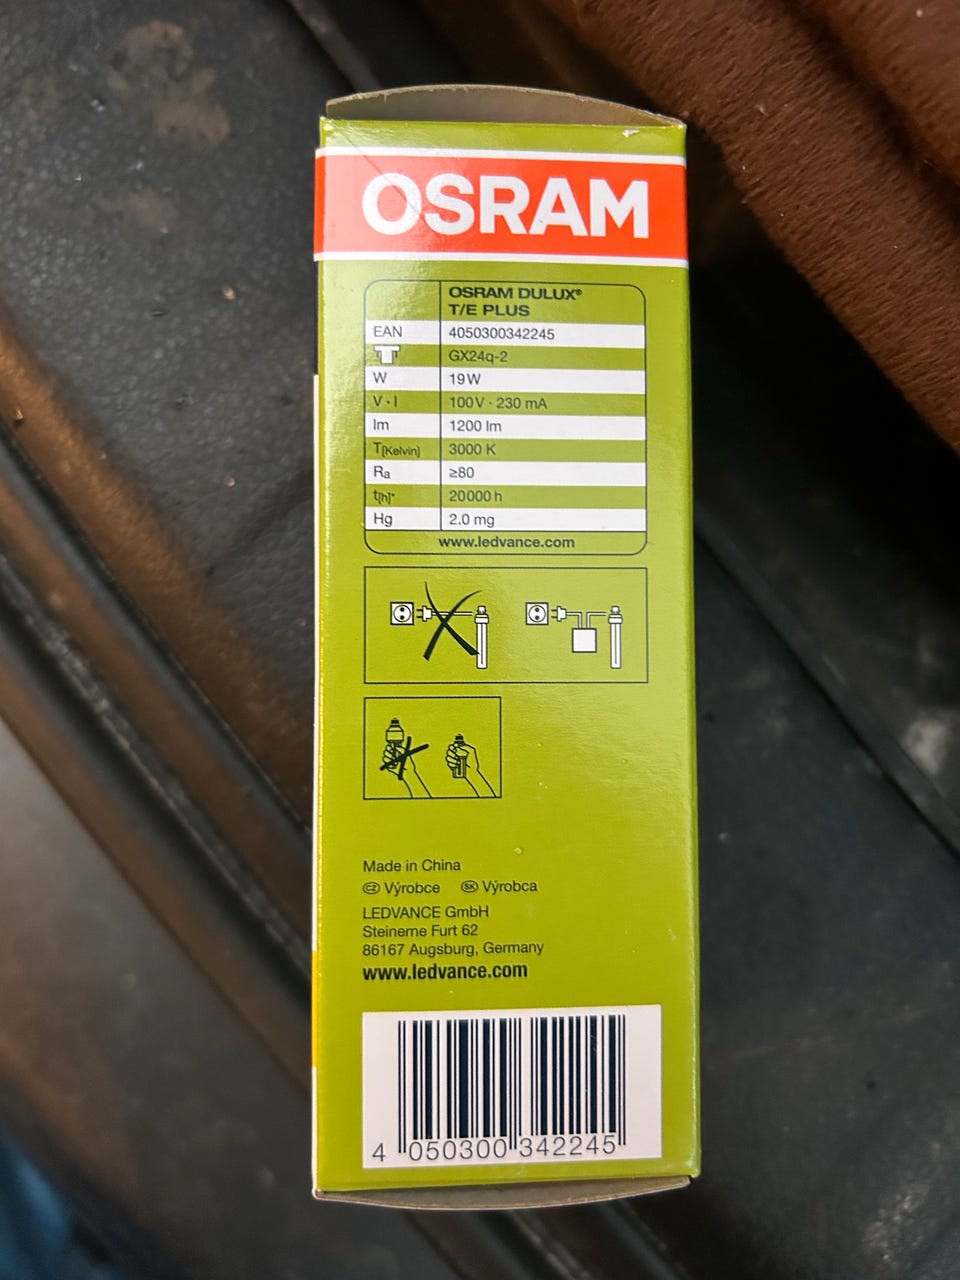 OSRAM
OSRAM DULUX®
T/E PLUS
EAN 4050300342245
GX24q-2
W 19W
V·I 100V · 230 mA
lm 1200 lm
T[Kelvin] 3000 K
Ra ≥80
t[h]* 20000 h
Hg 2.0 mg
www.ledvance.com
Made in China
CZ Výrobce SK Výrobca
LEDVANCE GmbH
Steinerne Furt 62
86167 Augsburg, Germany
www.ledvance.com
4 050300 342245